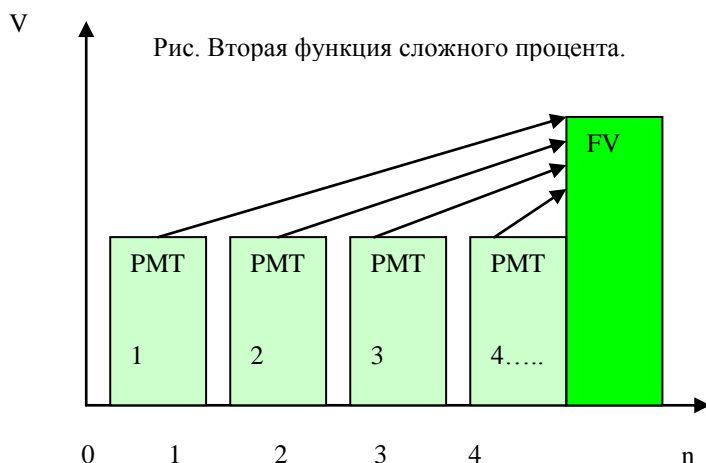 V
Рис. Вторая функция сложного процента.
FV
PMT PMT PMT PMT
1 2 3 4…..
0 1 2 3 4 n